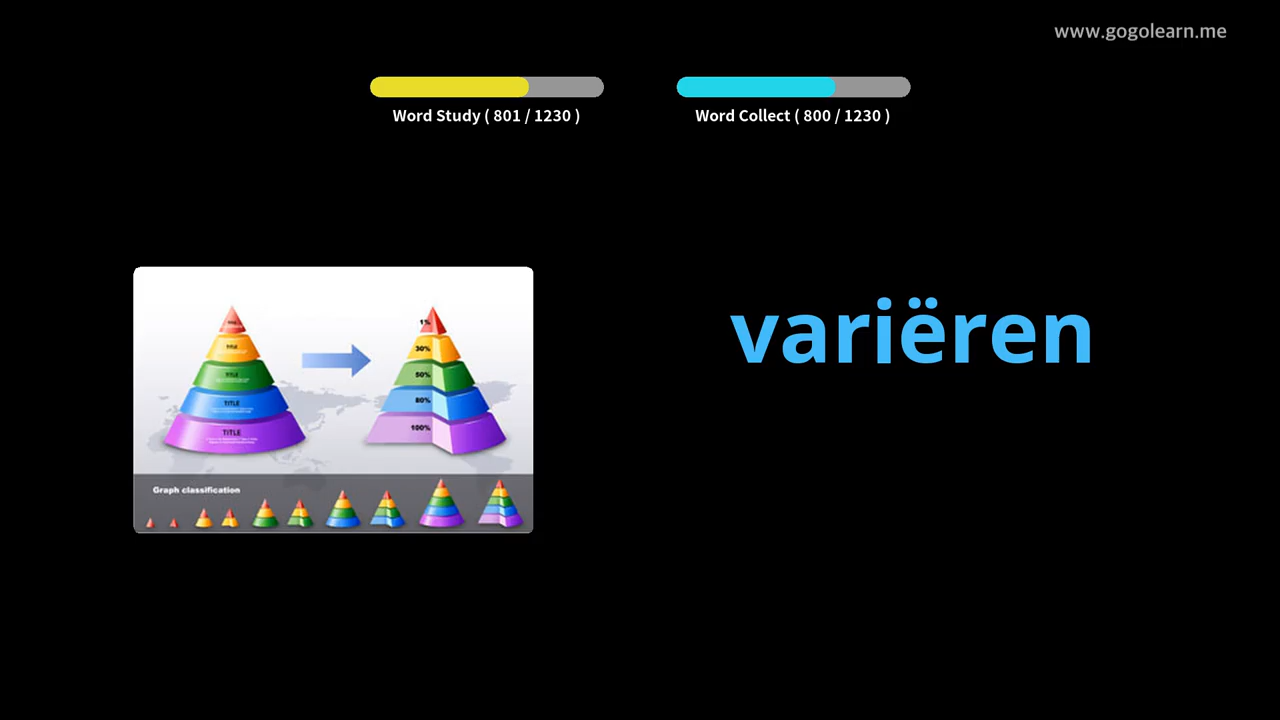 www.gogolearn.me
Word Study ( 801 / 1230 )
Word Collect ( 800 / 1230 )
variëren
1%
TITLE
30%
TITLE
50%
TITLE
80%
TITLE
100%
Graph classification